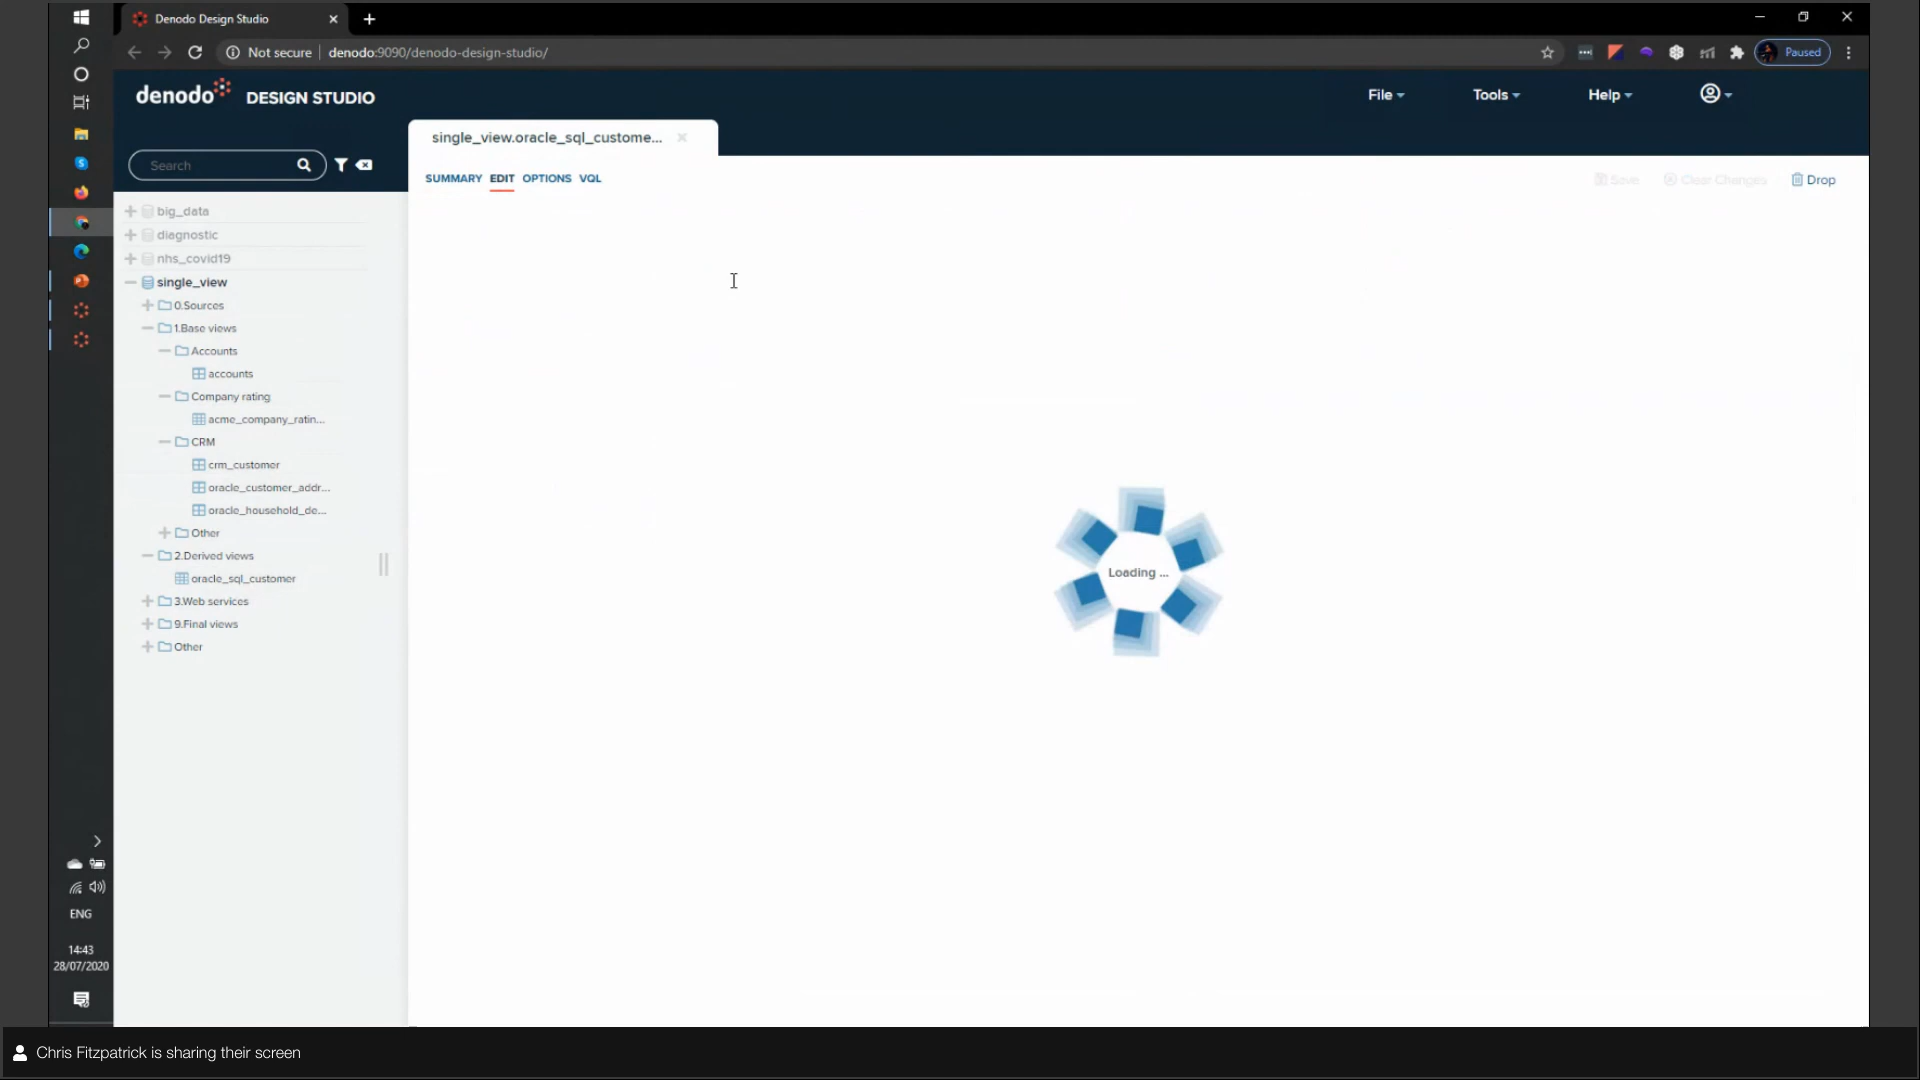 Denodo Design Studio
Not secure | denodo:9090/denodo-design-studio/
Paused
denodo DESIGN STUDIO
File
Tools
Help
single_view.oracle_sql_custome...
Search
SUMMARY EDIT OPTIONS VQL
Save
Clear Changes
Drop
big_data
diagnostic
nhs_covid19
single_view
0.Sources
1.Base views
Accounts
accounts
Company rating
acme_company_ratin...
CRM
crm_customer
oracle_customer_addr...
oracle_household_de...
Other
2.Derived views
oracle_sql_customer
3.Web services
9.Final views
Other
Loading ...
ENG
14:43
28/07/2020
Chris Fitzpatrick is sharing their screen